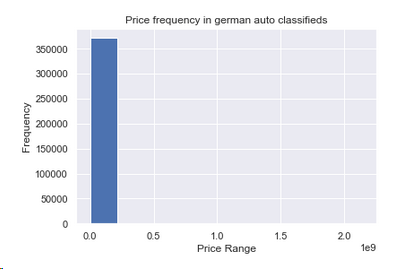 Price frequency in german auto classifieds
350000
300000
250000
200000
150000
100000
50000
0
Frequency
0.0 0.5 1.0 1.5 2.0
1e9
Price Range